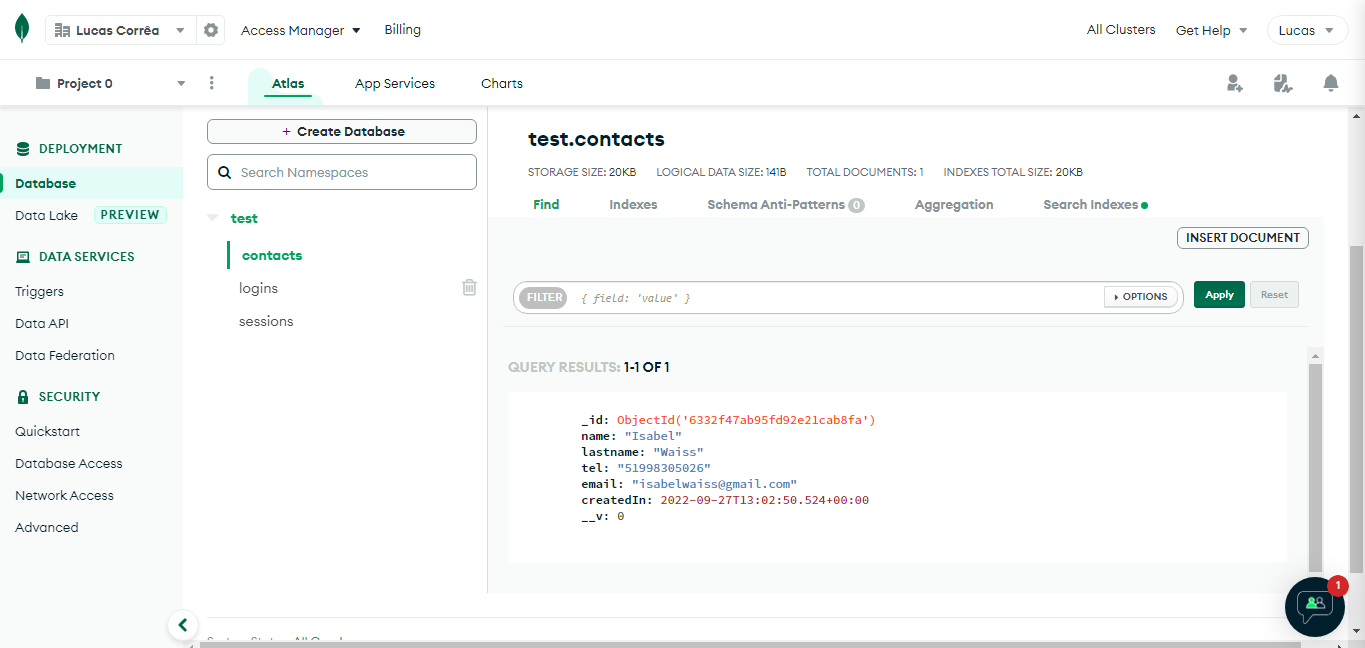 Lucas Corrêa
Access Manager
Billing
All Clusters
Get Help
Lucas
Project 0
Atlas
App Services
Charts
DEPLOYMENT
Database
Data Lake PREVIEW
DATA SERVICES
Triggers
Data API
Data Federation
SECURITY
Quickstart
Database Access
Network Access
Advanced
+ Create Database
Search Namespaces
test
contacts
logins
sessions
test.contacts
STORAGE SIZE: 20KB LOGICAL DATA SIZE: 141B TOTAL DOCUMENTS: 1 INDEXES TOTAL SIZE: 20KB
Find Indexes Schema Anti-Patterns 0 Aggregation Search Indexes
INSERT DOCUMENT
FILTER { field: 'value' } OPTIONS Apply Reset
QUERY RESULTS: 1-1 OF 1
_id: ObjectId('6332f47ab95fd92e21cab8fa')
name: "Isabel"
lastname: "Waiss"
tel: "51998305026"
email: "isabelwaiss@gmail.com"
createdIn: 2022-09-27T13:02:50.524+00:00
__v: 0
1